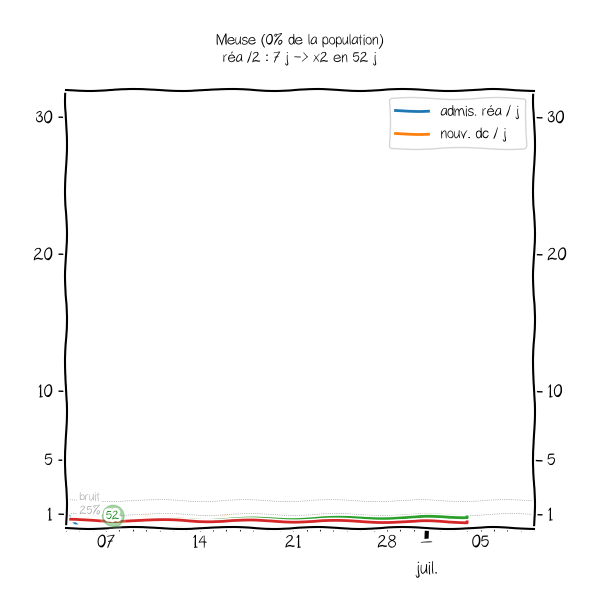 Meuse (0% de la population)
réa /2 : 7 j -> x2 en 52 j
admis. réa / j
nouv. dc / j
30
30
20
20
10
10
5
5
bruit
25%
52
1
1
07
14
21
28
05
juil.